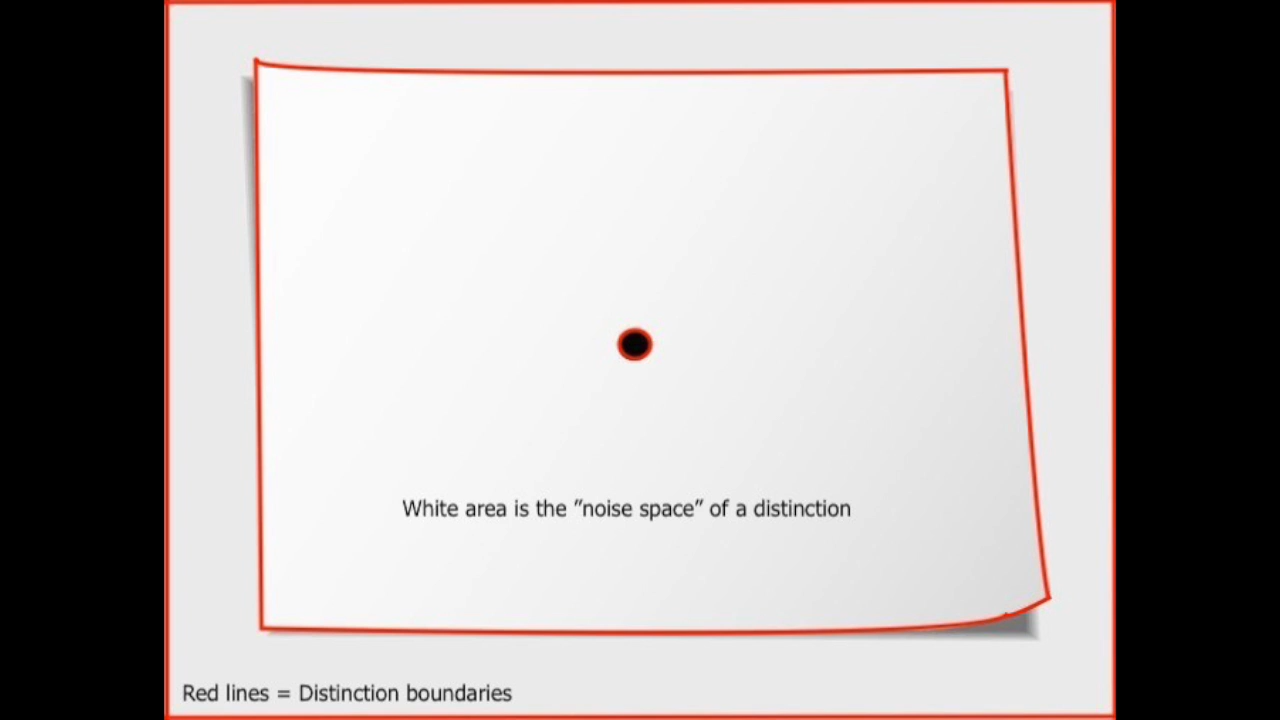 White area is the ″noise space″ of a distinction
Red lines = Distinction boundaries